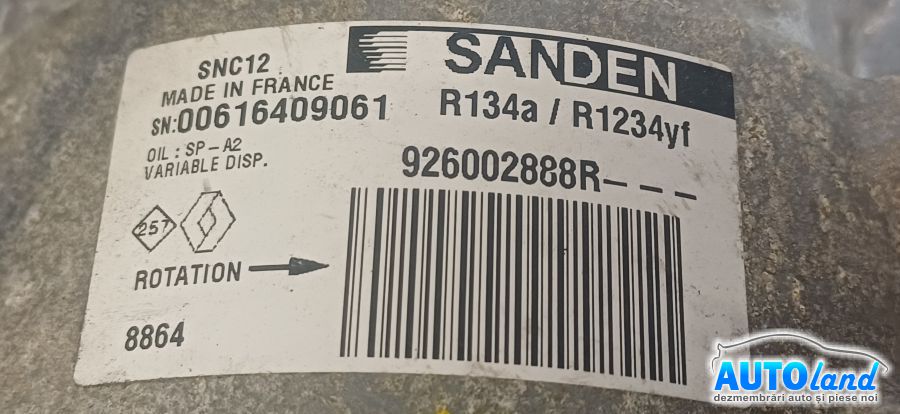 SNC12
MADE IN FRANCE
SN:00616409061
OIL : SP-A2
VARIABLE DISP.
SANDEN
R134a / R1234yf
926002888R---
257
ROTATION
8864
AUTOland
dezmembrări auto și piese noi